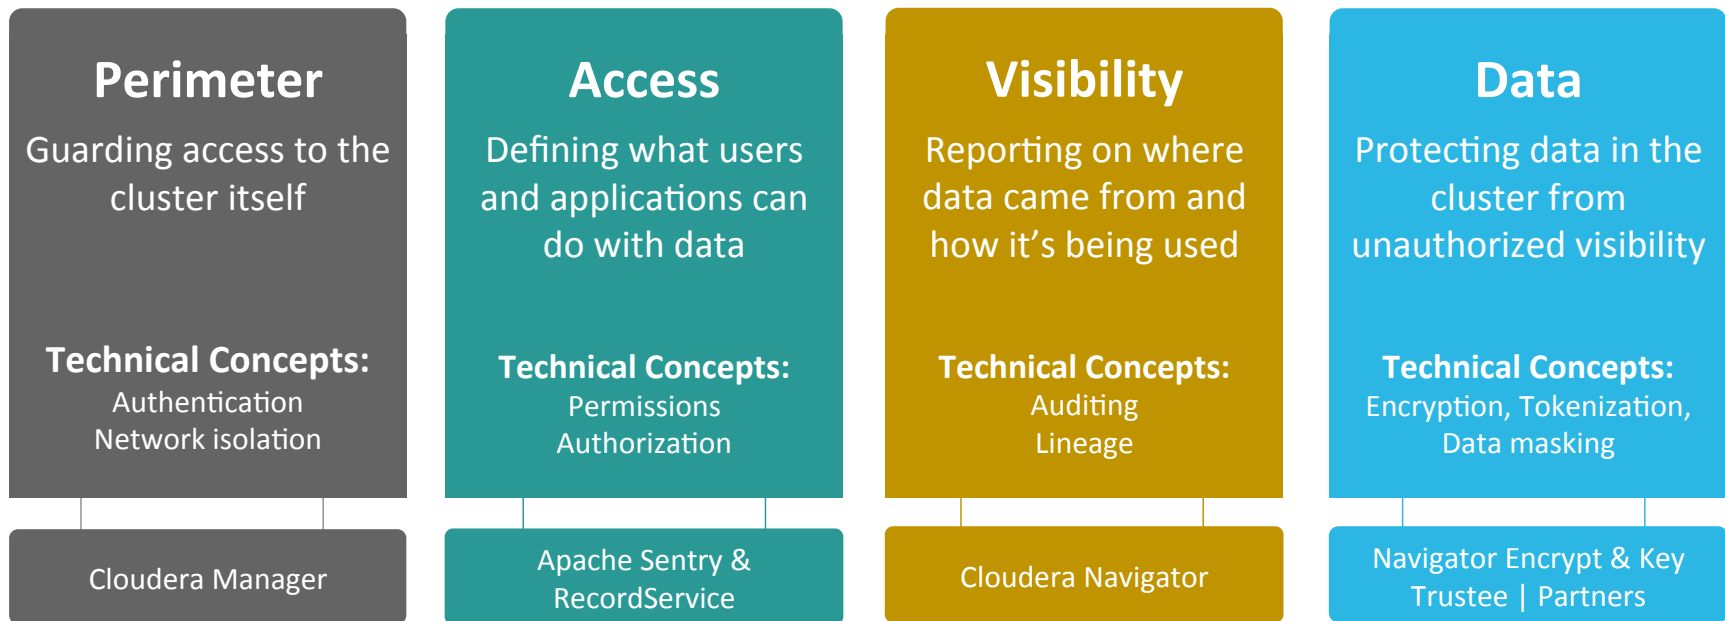 Perimeter
Guarding access to the
cluster itself
Technical Concepts:
Authentication
Network isolation
Cloudera Manager
Access
Defining what users
and applications can
do with data
Technical Concepts:
Permissions
Authorization
Apache Sentry &
RecordService
Visibility
Reporting on where
data came from and
how it’s being used
Technical Concepts:
Auditing
Lineage
Cloudera Navigator
Data
Protecting data in the
cluster from
unauthorized visibility
Technical Concepts:
Encryption, Tokenization,
Data masking
Navigator Encrypt & Key
Trustee | Partners